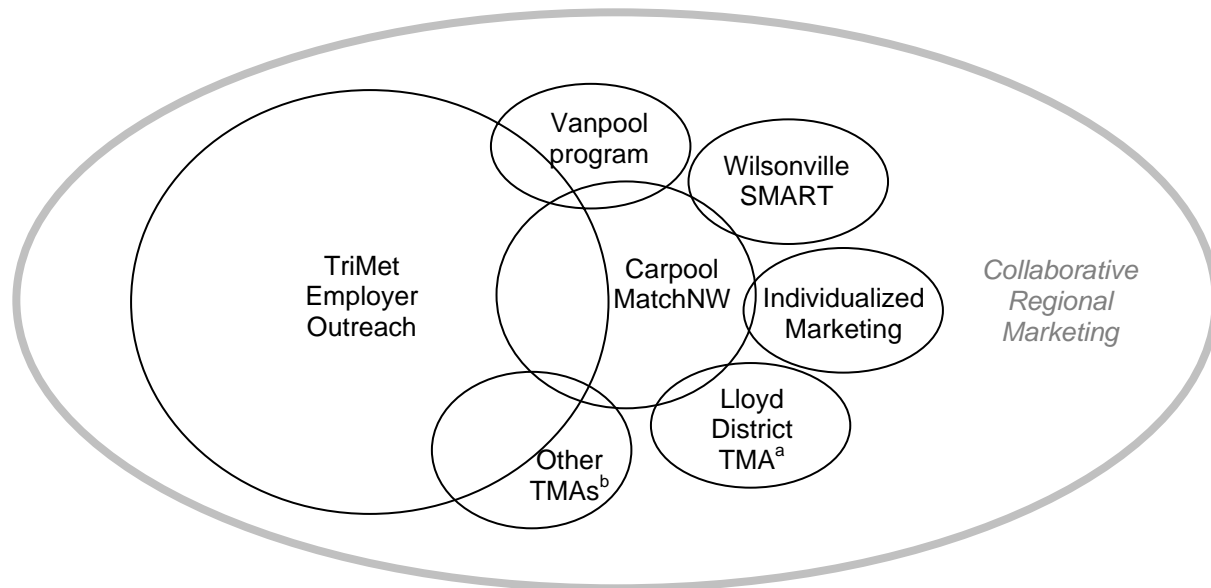 Vanpool
program
Wilsonville
SMART
TriMet
Employer
Outreach
Carpool
MatchNW
Individualized
Marketing
Collaborative
Regional
Marketing
Lloyd
District
TMAa
Other
TMAsb